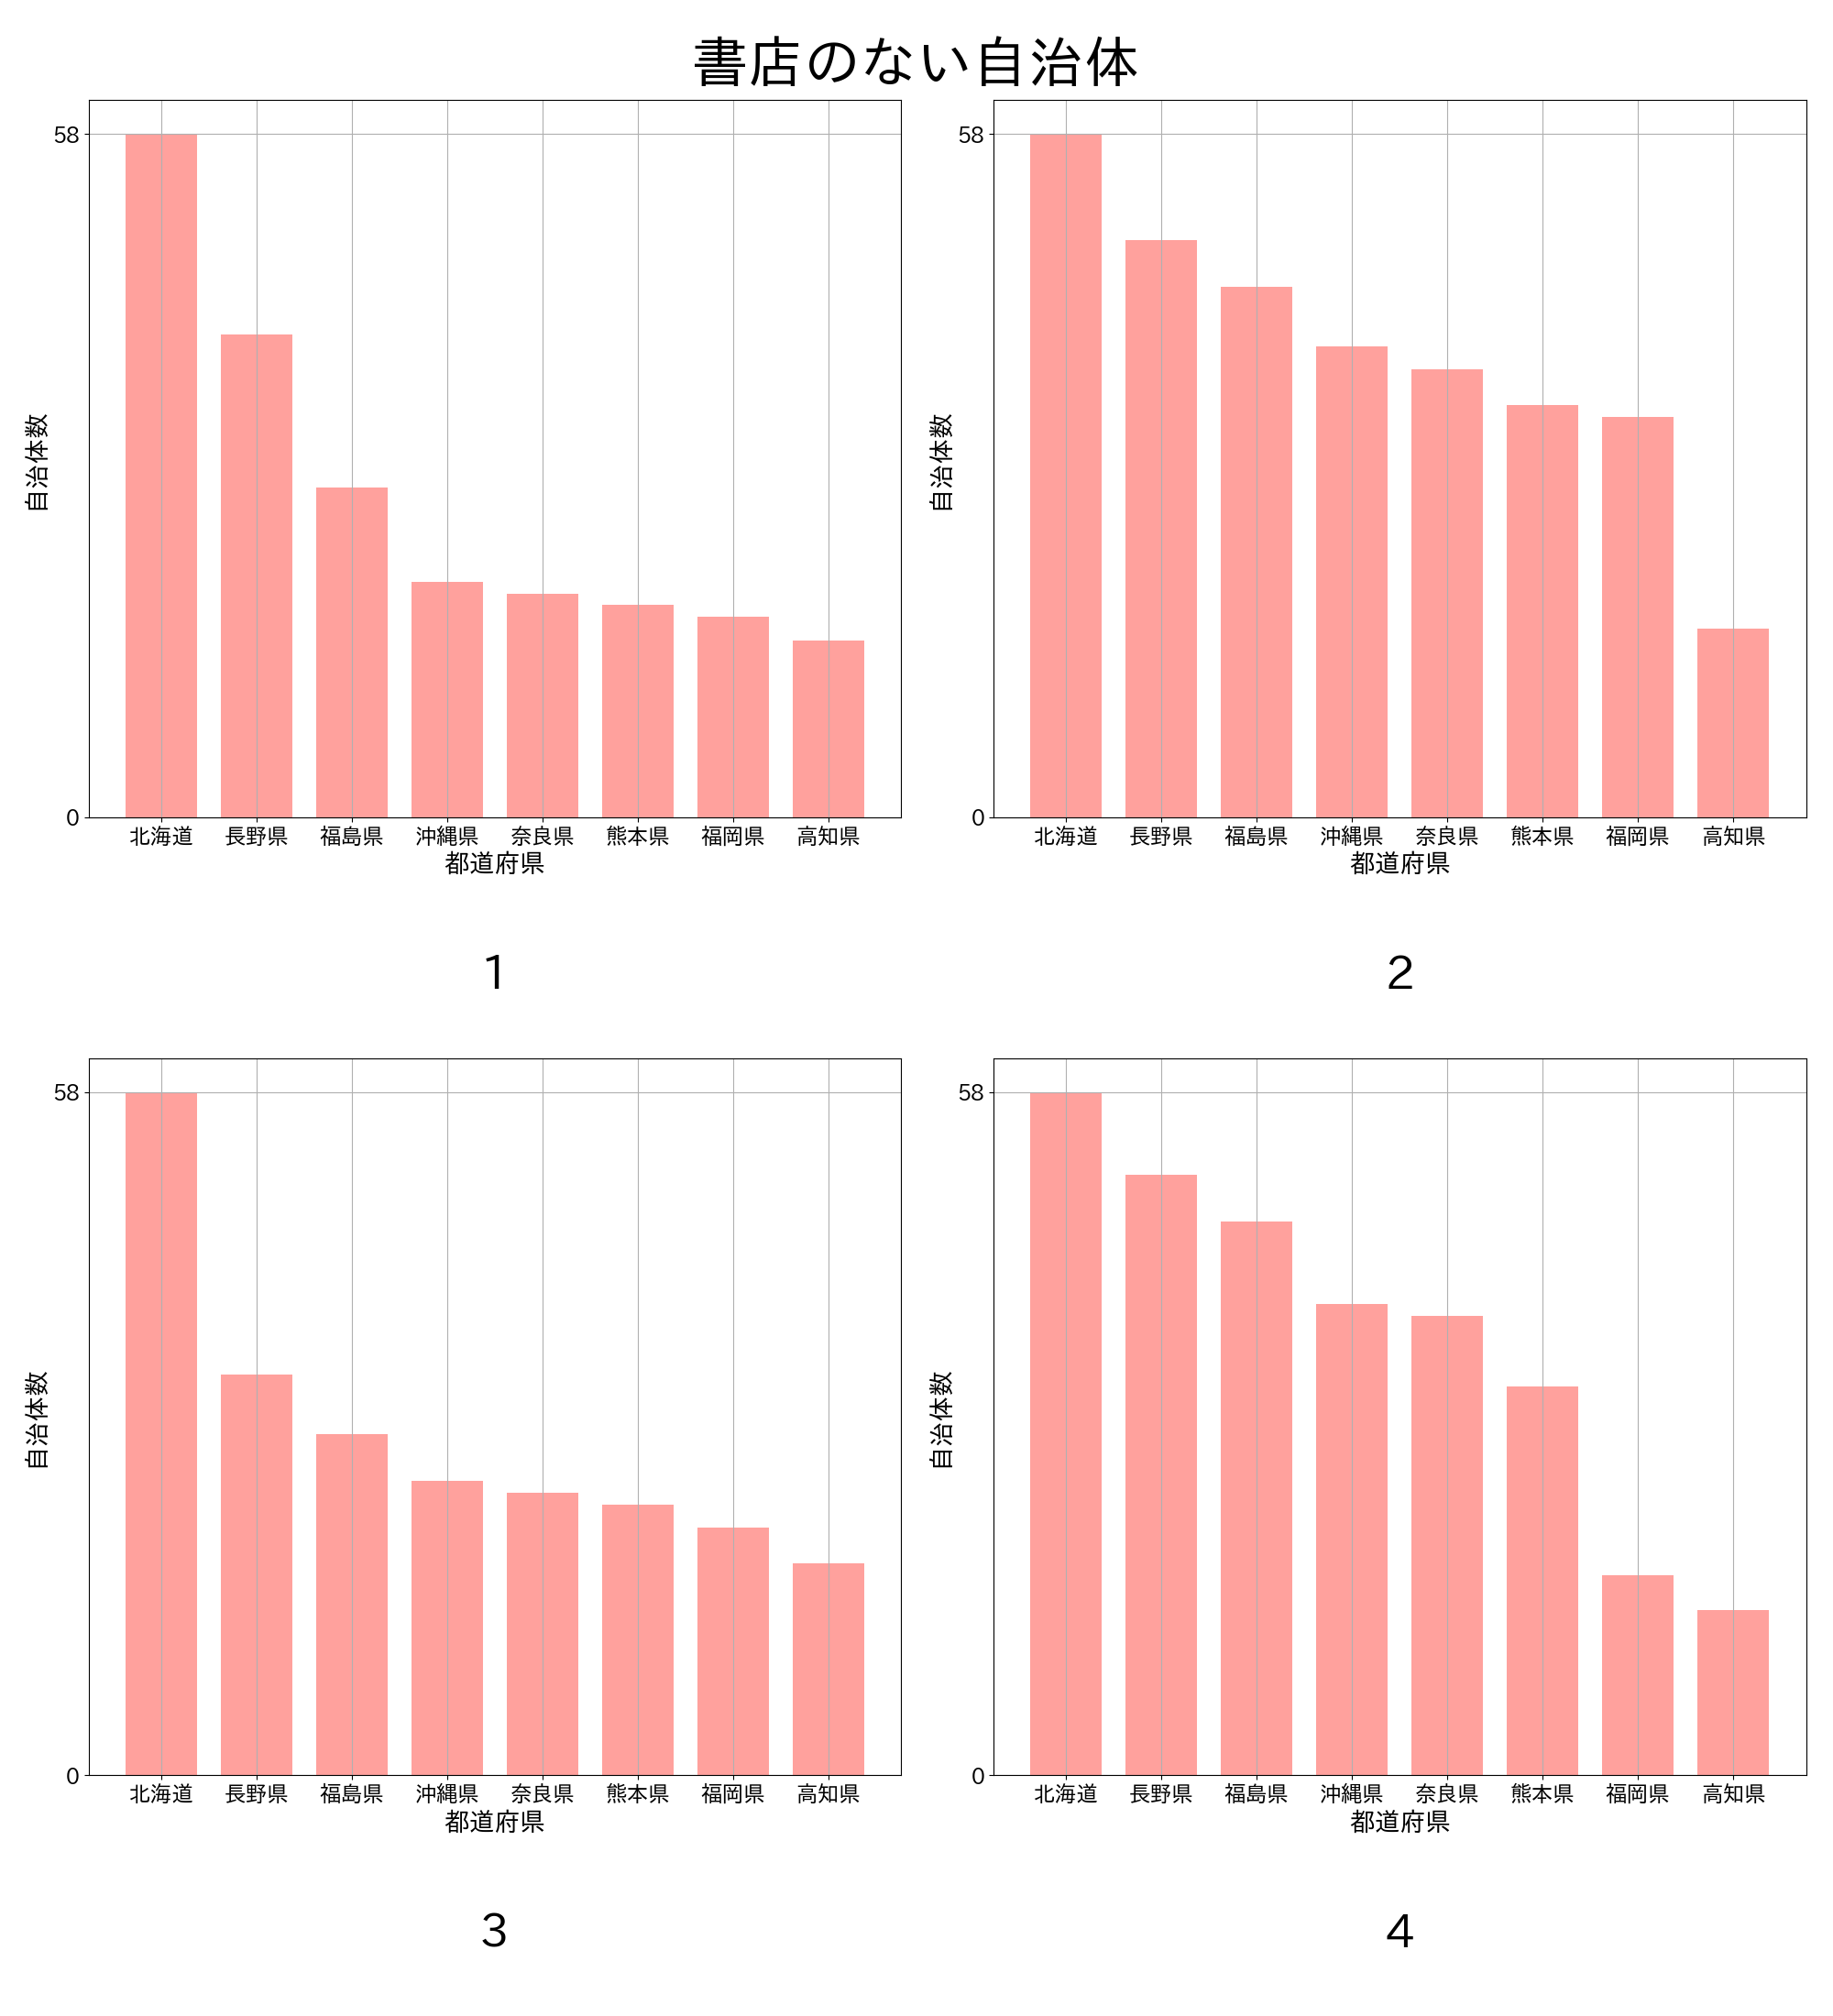 書店のない自治体
58
0
自治体数
北海道 長野県 福島県 沖縄県 奈良県 熊本県 福岡県 高知県
都道府県
1
58
0
自治体数
北海道 長野県 福島県 沖縄県 奈良県 熊本県 福岡県 高知県
都道府県
2
58
0
自治体数
北海道 長野県 福島県 沖縄県 奈良県 熊本県 福岡県 高知県
都道府県
3
58
0
自治体数
北海道 長野県 福島県 沖縄県 奈良県 熊本県 福岡県 高知県
都道府県
4